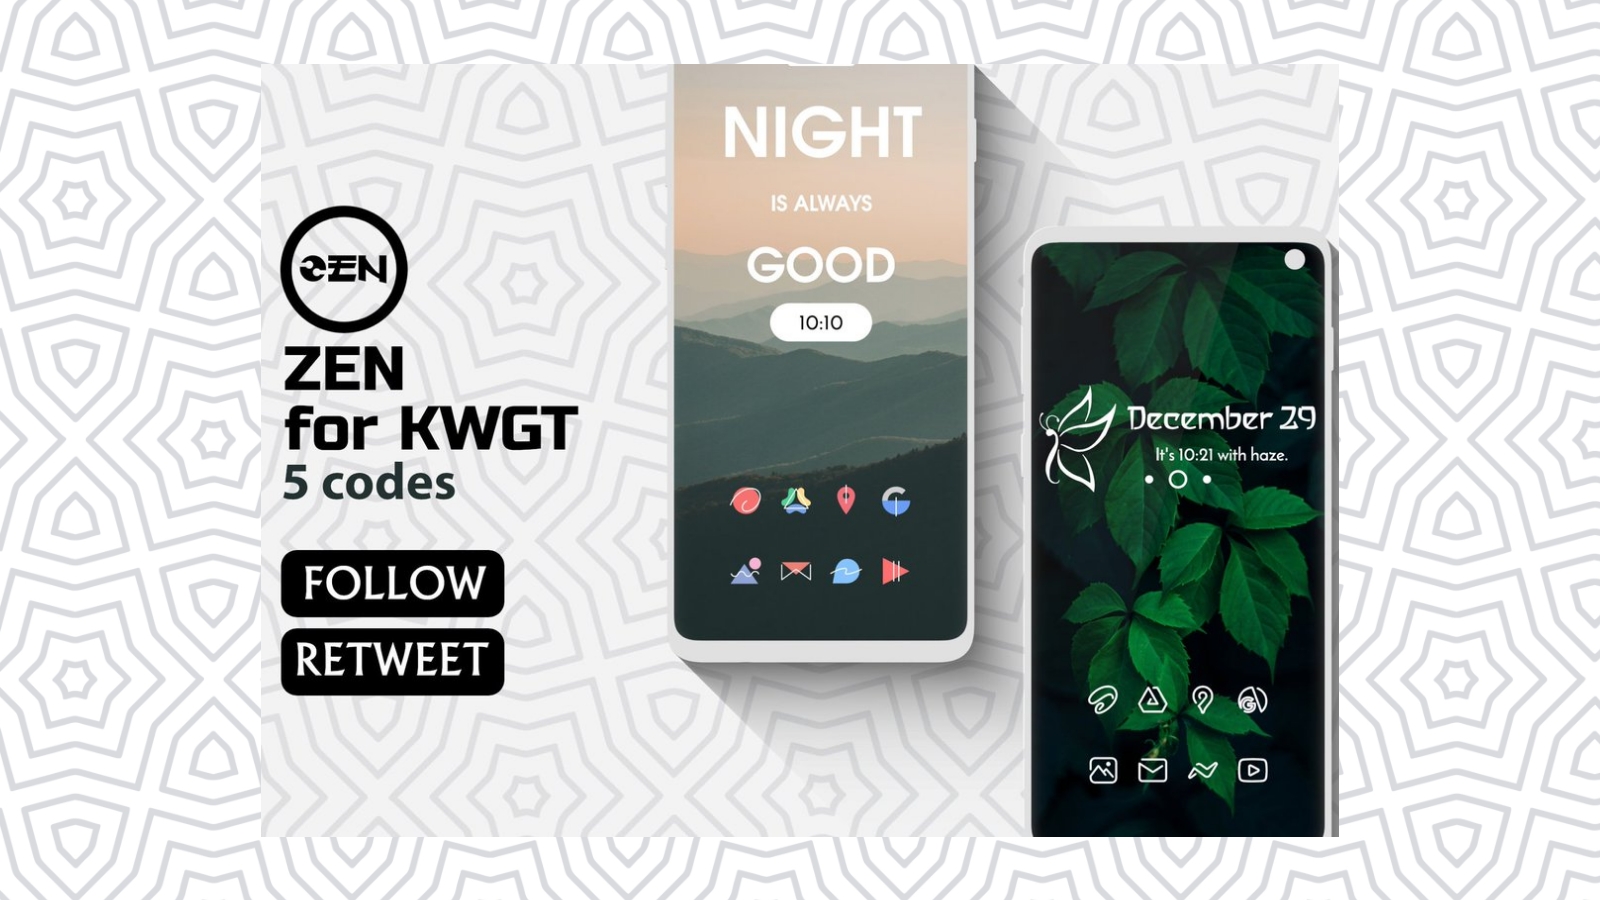 ZEN
ZEN
for KWGT
5 codes
FOLLOW
RETWEET
NIGHT
IS ALWAYS
GOOD
10:10
December 29
It's 10:21 with haze.